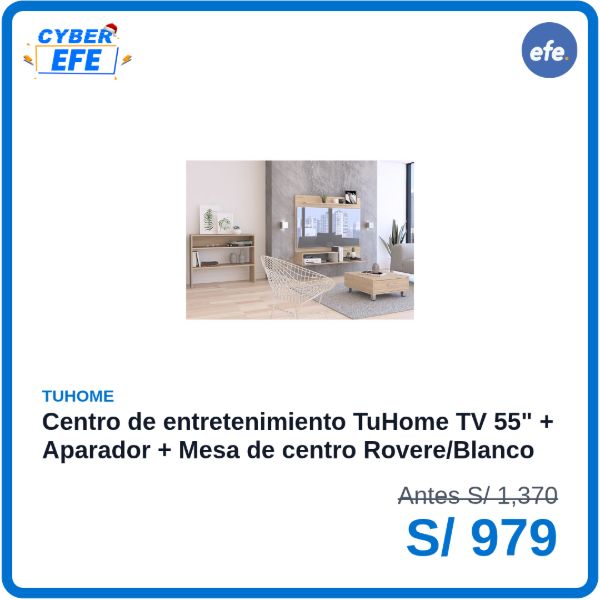 CYBER
EFE
efe.
TUHOME
Centro de entretenimiento TuHome TV 55" +
Aparador + Mesa de centro Rovere/Blanco
Antes S/ 1,370
S/ 979